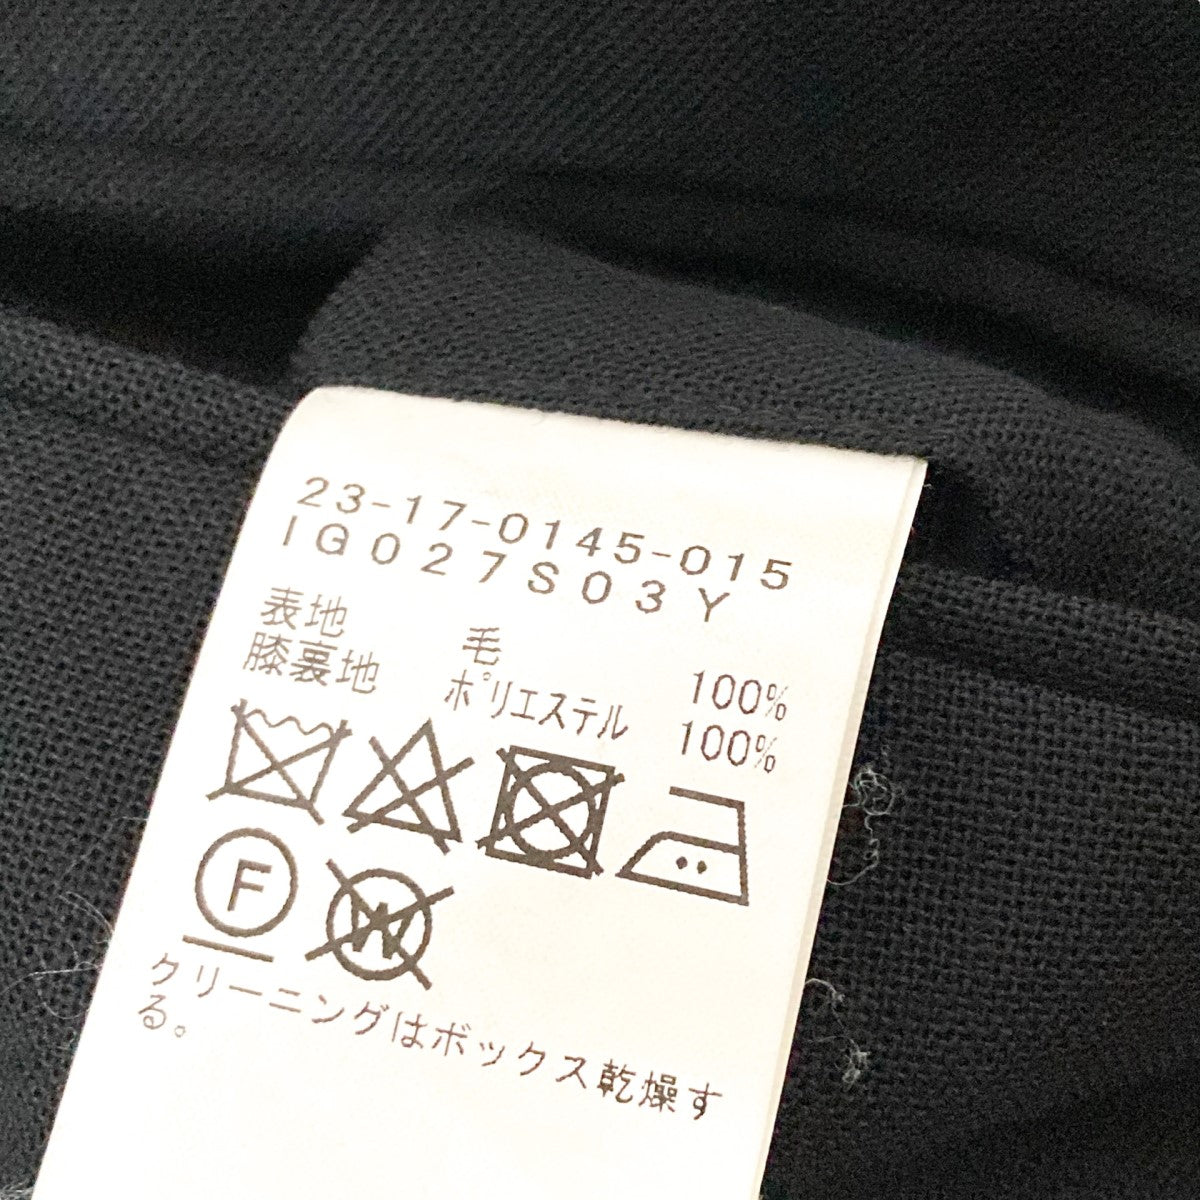 23-17-0145-015
IG027S03Y
表地 毛 100%
膝裏地 ポリエステル 100%
F W
クリーニングはボックス乾燥す
る。